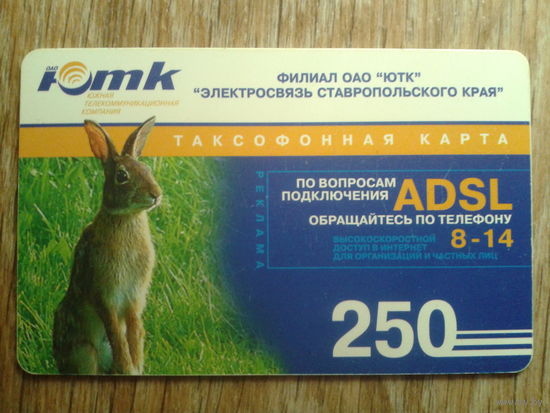 ОАО
Ютк
ЮЖНАЯ
ТЕЛЕКОММУНИКАЦИОННАЯ
КОМПАНИЯ
ФИЛИАЛ ОАО "ЮТК"
"ЭЛЕКТРОСВЯЗЬ СТАВРОПОЛЬСКОГО КРАЯ"
ТАКСОФОННАЯ КАРТА
РЕКЛАМА
ПО ВОПРОСАМ
ПОДКЛЮЧЕНИЯ ADSL
ОБРАЩАЙТЕСЬ ПО ТЕЛЕФОНУ
8-14
ВЫСОКОСКОРОСТНОЙ
ДОСТУП В ИНТЕРНЕТ
ДЛЯ ОРГАНИЗАЦИЙ И ЧАСТНЫХ ЛИЦ
250